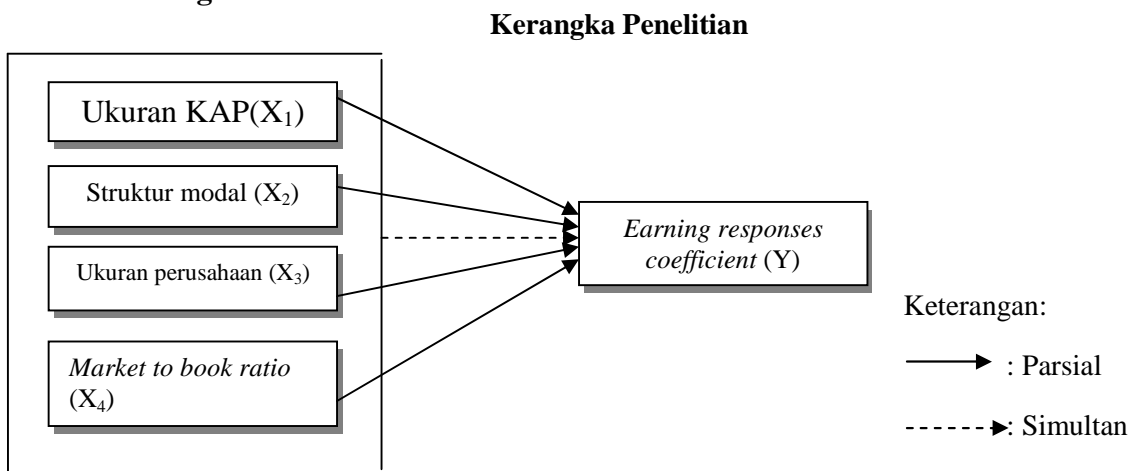 Kerangka Penelitian
Ukuran KAP(X₁)
Struktur modal (X₂)
Ukuran perusahaan (X₃)
Market to book ratio
(X₄)
Earning responses
coefficient (Y)
Keterangan:
: Parsial
: Simultan